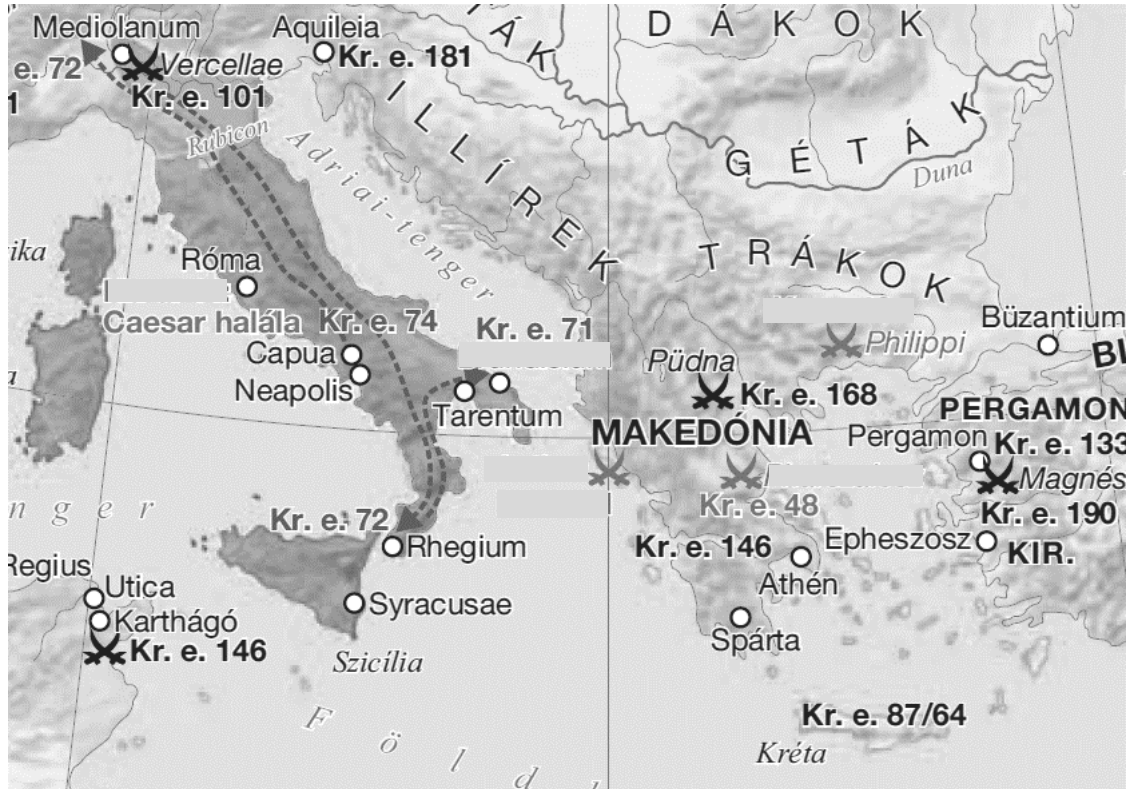 Mediolanum
Aquileia
Kr. e. 181
e. 72
Vercellae
Kr. e. 101
1
Rubicon
Adriai-tenger
ILLÍREK
DÁKOK
GÉTÁK
Duna
TRÁKOK
Róma
Caesar halála
Kr. e. 74
Kr. e. 71
Capua
Neapolis
Tarentum
Philippi
Büzantium
Püdna
Kr. e. 168
MAKEDÓNIA
PERGAMON
Pergamon
Kr. e. 133
Magnés
Kr. e. 190
KIR.
Epheszosz
Kr. e. 48
Kr. e. 146
Athén
Spárta
Kr. e. 72
Rhegium
Syracusae
Szicília
Regius
Utica
Karthágó
Kr. e. 146
nger
Földl
Kr. e. 87/64
Kréta